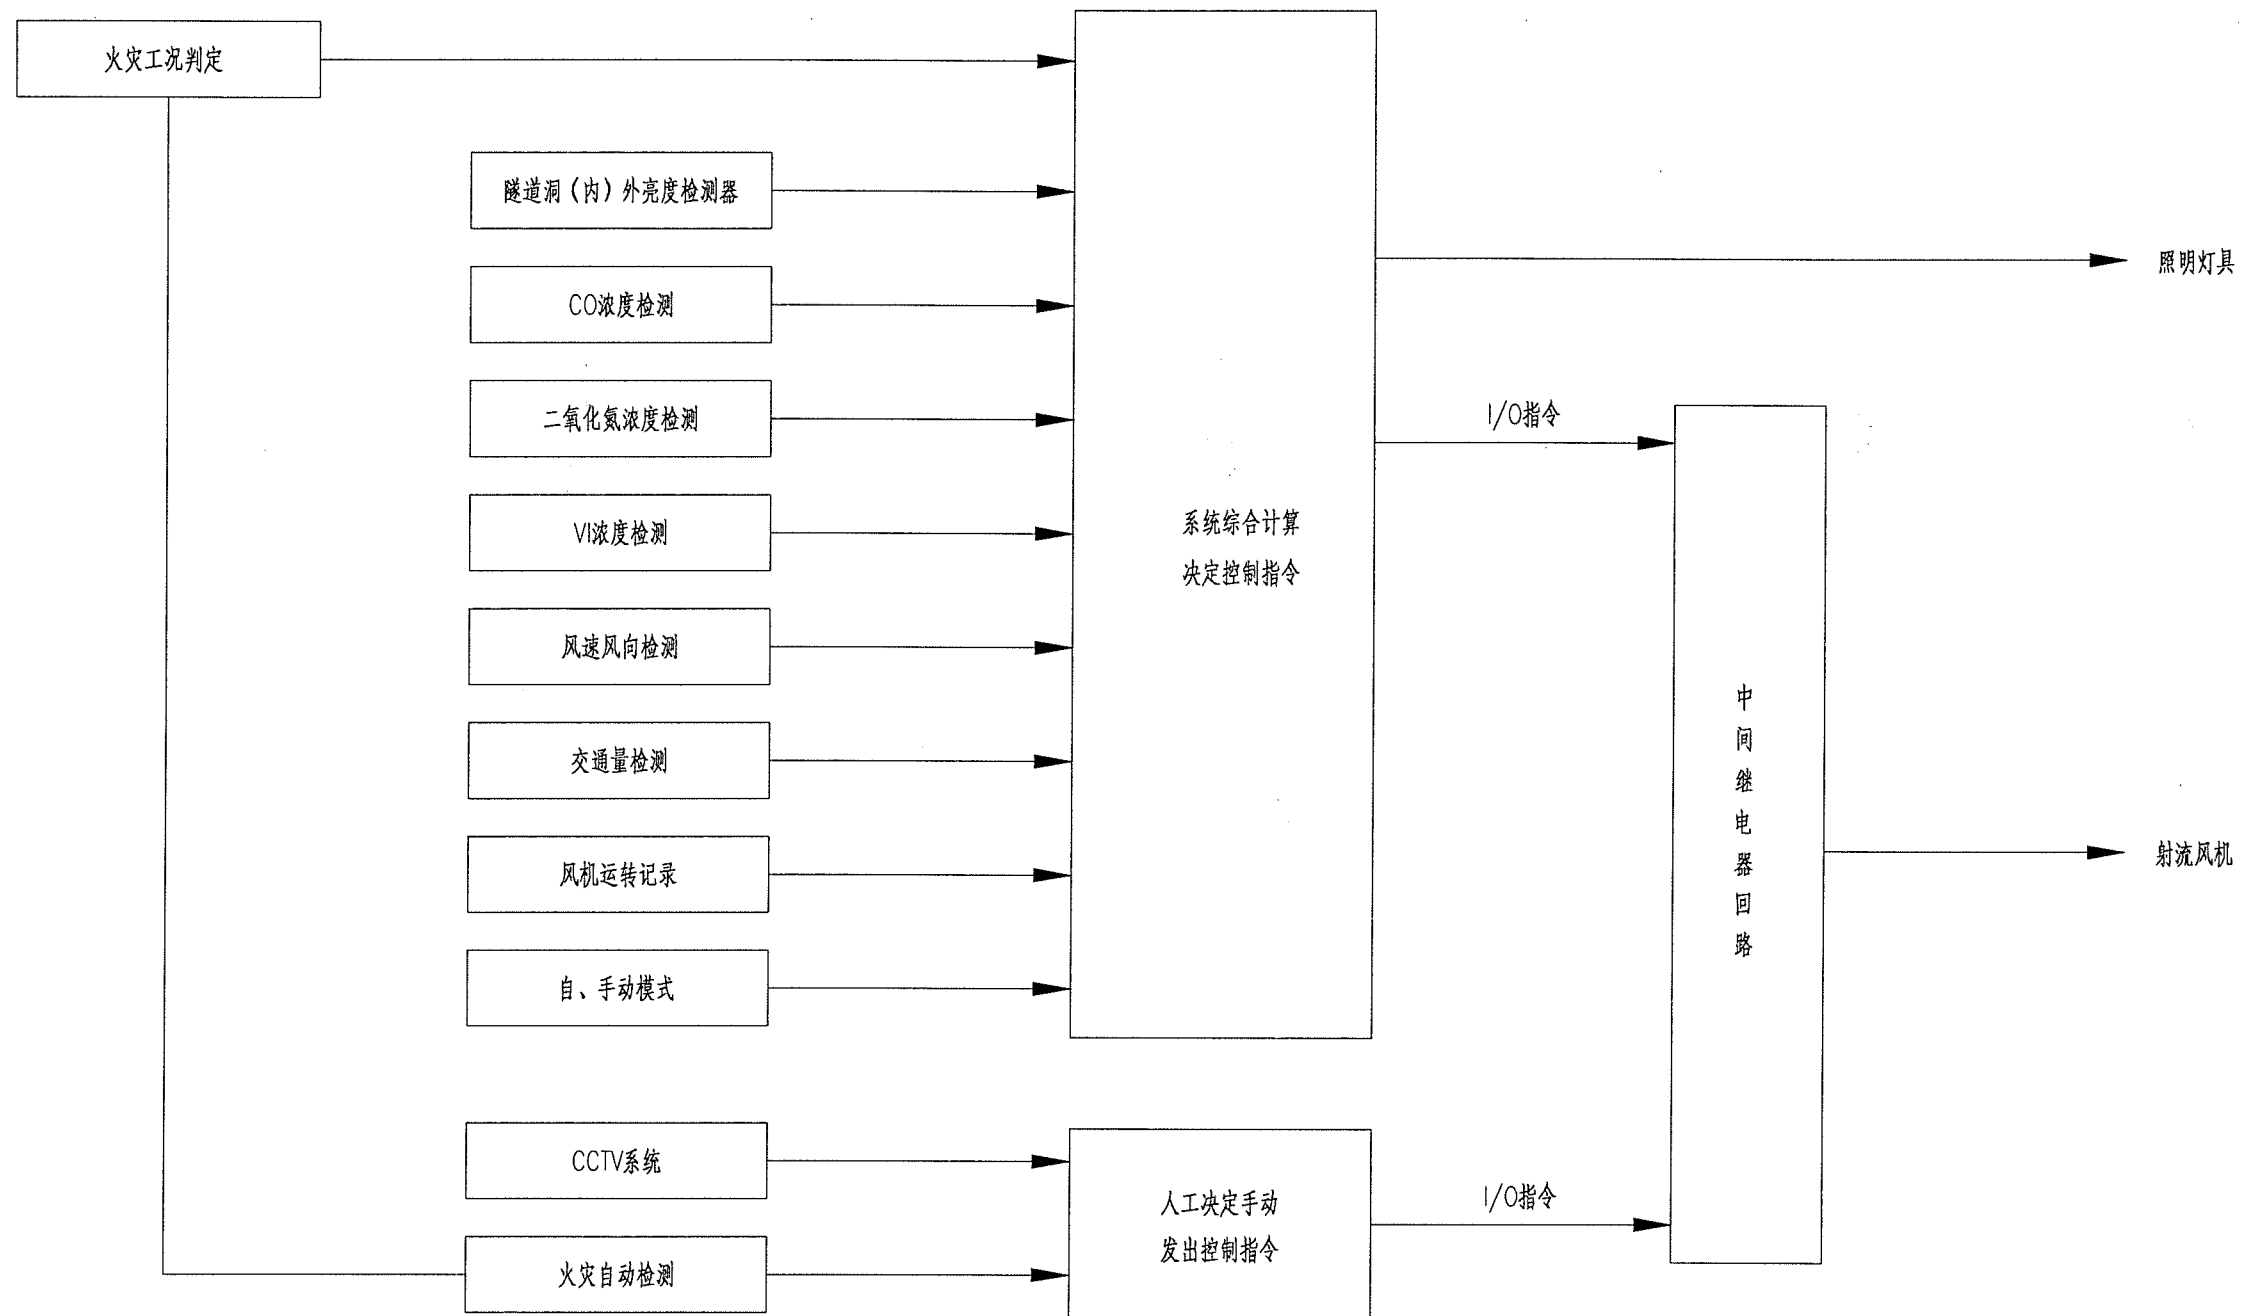 火灾工况判定
隧道洞（内）外亮度检测器
CO浓度检测
二氧化氮浓度检测
VI浓度检测
风速风向检测
交通量检测
风机运转记录
自、手动模式
CCTV系统
火灾自动检测
系统综合计算
决定控制指令
人工决定手动
发出控制指令
I/O指令
I/O指令
中
间
继
电
器
回
路
照明灯具
射流风机